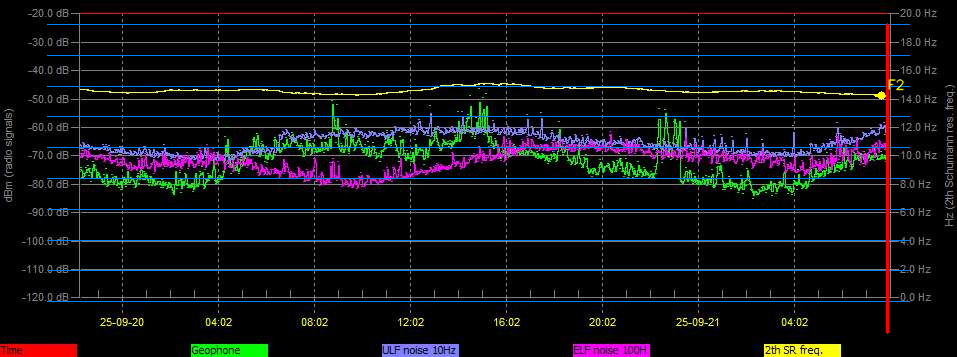 -20.0 dB
-30.0 dB
-40.0 dB
-50.0 dB
-60.0 dB
-70.0 dB
-80.0 dB
-90.0 dB
-100.0 dB
-110.0 dB
-120.0 dB
dBm (radio signals)
20.0 Hz
18.0 Hz
16.0 Hz
14.0 Hz
12.0 Hz
10.0 Hz
8.0 Hz
6.0 Hz
4.0 Hz
2.0 Hz
0.0 Hz
Hz (2th Schumann res. freq.)
F2
25-09-20 04:02 08:02 12:02 16:02 20:02 25-09-21 04:02
Time Geophone ULF noise 10Hz ELF noise 100H 2th SR freq.